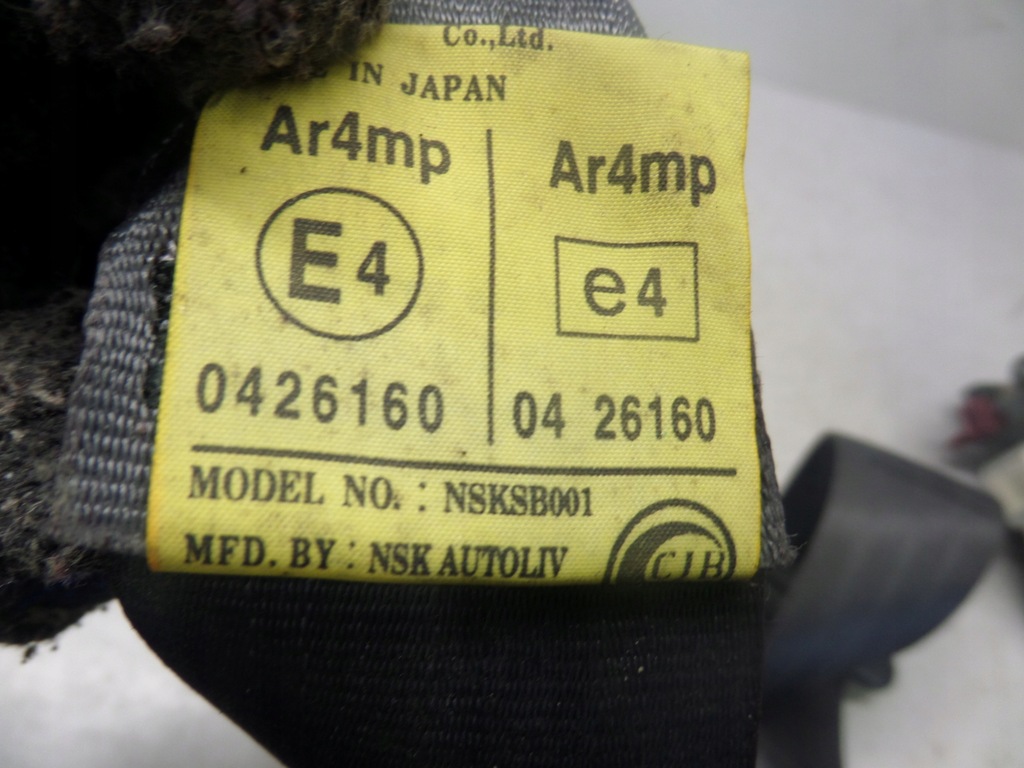 Co.,Ltd.
IN JAPAN
Ar4mp Ar4mp
E4 e4
0426160 04 26160
MODEL NO. : NSKSB001
MFD. BY : NSK AUTOLIV
CJB